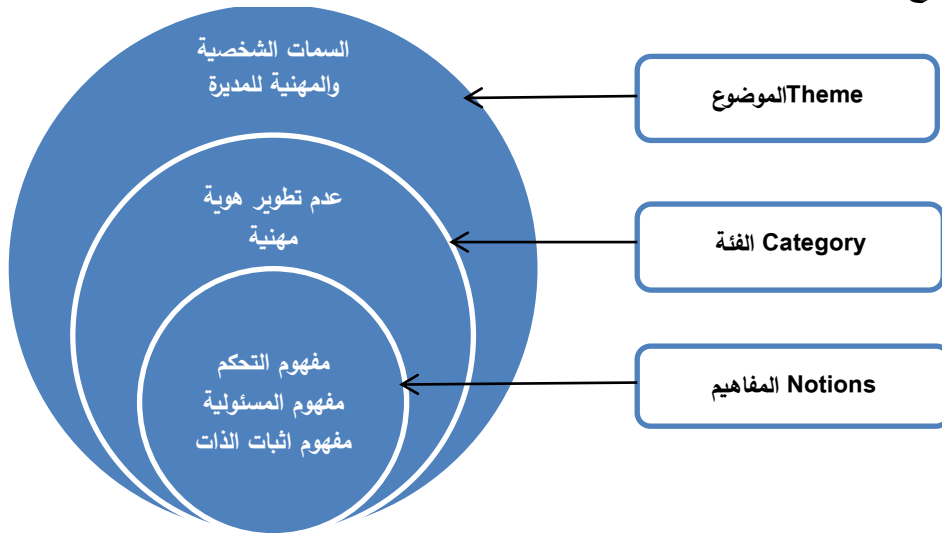 السمات الشخصية
والمهنية للمديرة
الموضوعTheme
عدم تطوير هوية
مهنية
الفئة Category
مفهوم التحكم
مفهوم المسئولية
مفهوم اثبات الذات
المفاهيم Notions